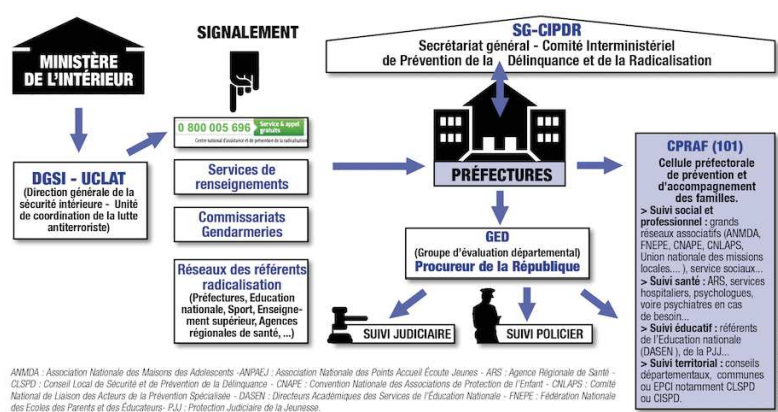 MINISTÈRE
DE L'INTÉRIEUR
DGSI - UCLAT
(Direction générale de la
sécurité intérieure - Unité
de coordination de la lutte
antiterroriste)
SIGNALEMENT
0 800 005 696
Service & appel
gratuits
Centre national d'assistance et de prévention de la radicalisation
Services de
renseignements
Commissariats
Gendarmeries
Réseaux des référents
radicalisation
(Préfectures, Education
nationale, Sport, Enseigne-
ment supérieur, Agences
régionales de santé, ...)
SG-CIPDR
Secrétariat général - Comité Interministériel
de Prévention de la Délinquance et de la Radicalisation
PRÉFECTURES
GED
(Groupe d'évaluation départemental)
Procureur de la République
SUIVI JUDICIAIRE
SUIVI POLICIER
CPRAF (101)
Cellule préfectorale
de prévention et
d'accompagnement
des familles.
> Suivi social et
professionnel : grands
réseaux associatifs (ANMDA,
FNEPE, CNAPE, CNLAPS,
Union nationale des missions
locales.... ), service sociaux...
> Suivi santé : ARS, services
hospitaliers, psychologues,
voire psychiatres en cas
de besoin...
> Suivi éducatif : référents
de l'Education nationale
(DASEN), de la PJJ...
> Suivi territorial : conseils
départementaux, communes
ou EPCI notamment CLSPD
ou CISPD.
ANMDA : Association Nationale des Maisons des Adolescents -ANPAEJ : Association Nationale des Points Accueil Écoute Jeunes - ARS : Agence Régionale de Santé -
CLSPD : Conseil Local de Sécurité et de Prévention de la Délinquance - CNAPE : Convention Nationale des Associations de Protection de l'Enfant - CNLAPS : Comité
National de Liaison des Acteurs de la Prévention Spécialisée - DASEN : Directeurs Académiques des Services de l'Éducation Nationale - FNEPE : Fédération Nationale
des Ecoles des Parents et des Éducateurs- PJJ : Protection Judiciaire de la Jeunesse.